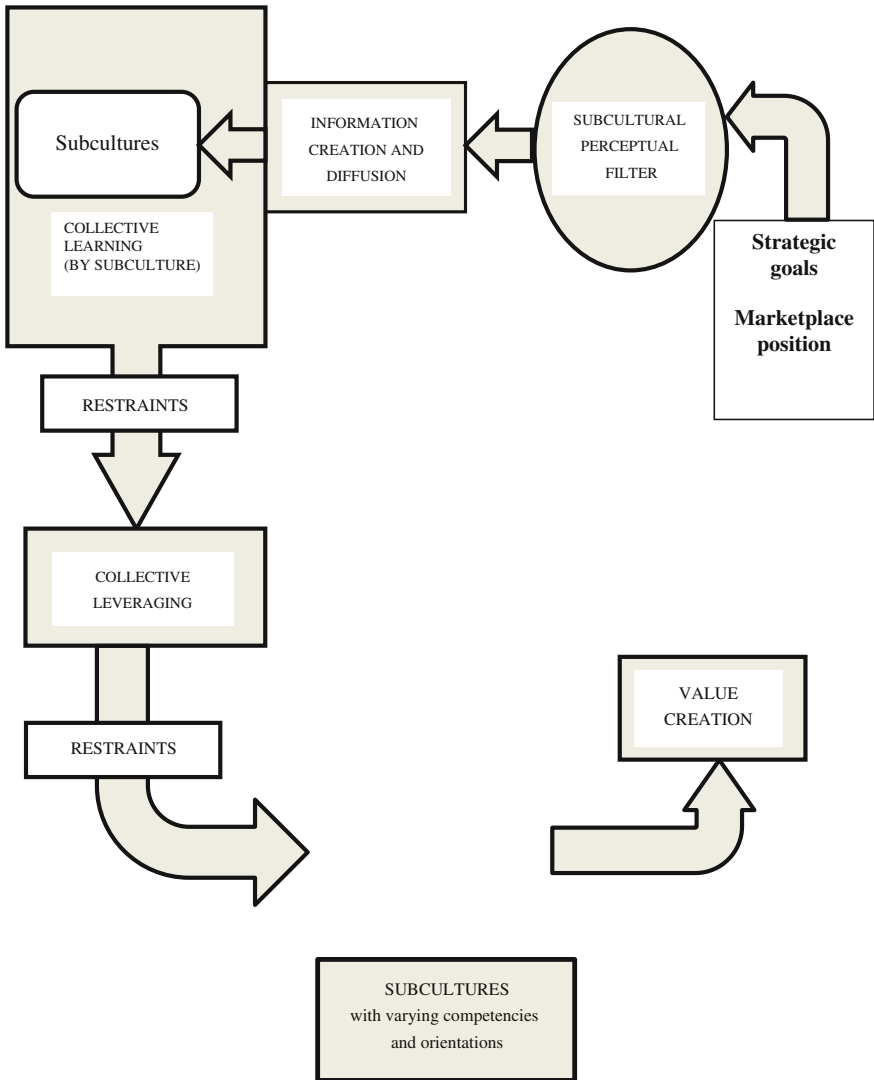 Subcultures
COLLECTIVE
LEARNING
(BY SUBCULTURE)
INFORMATION
CREATION AND
DIFFUSION
SUBCULTURAL
PERCEPTUAL
FILTER
Strategic
goals
Marketplace
position
RESTRAINTS
COLLECTIVE
LEVERAGING
RESTRAINTS
VALUE
CREATION
SUBCULTURES
with varying competencies
and orientations